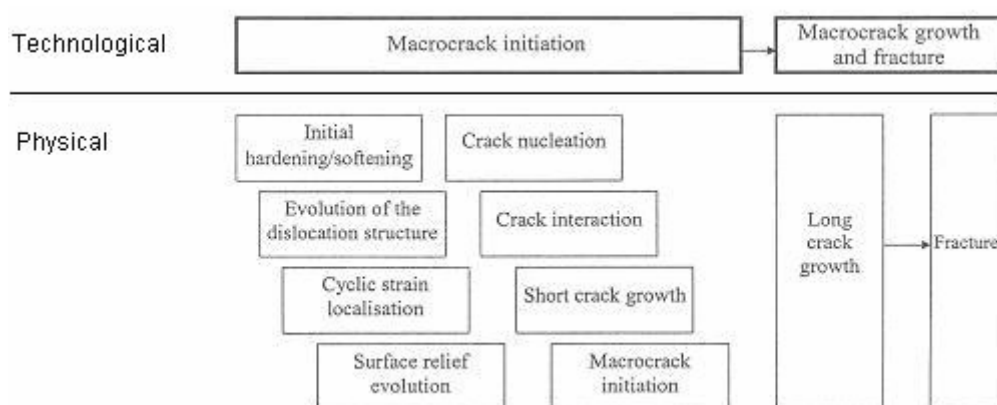 Technological
Macrocrack initiation
Macrocrack growth
and fracture
Physical
Initial
hardening/softening
Crack nucleation
Evolution of the
dislocation structure
Crack interaction
Cyclic strain
localisation
Short crack growth
Surface relief
evolution
Macrocrack
initiation
Long
crack
growth
Fracture